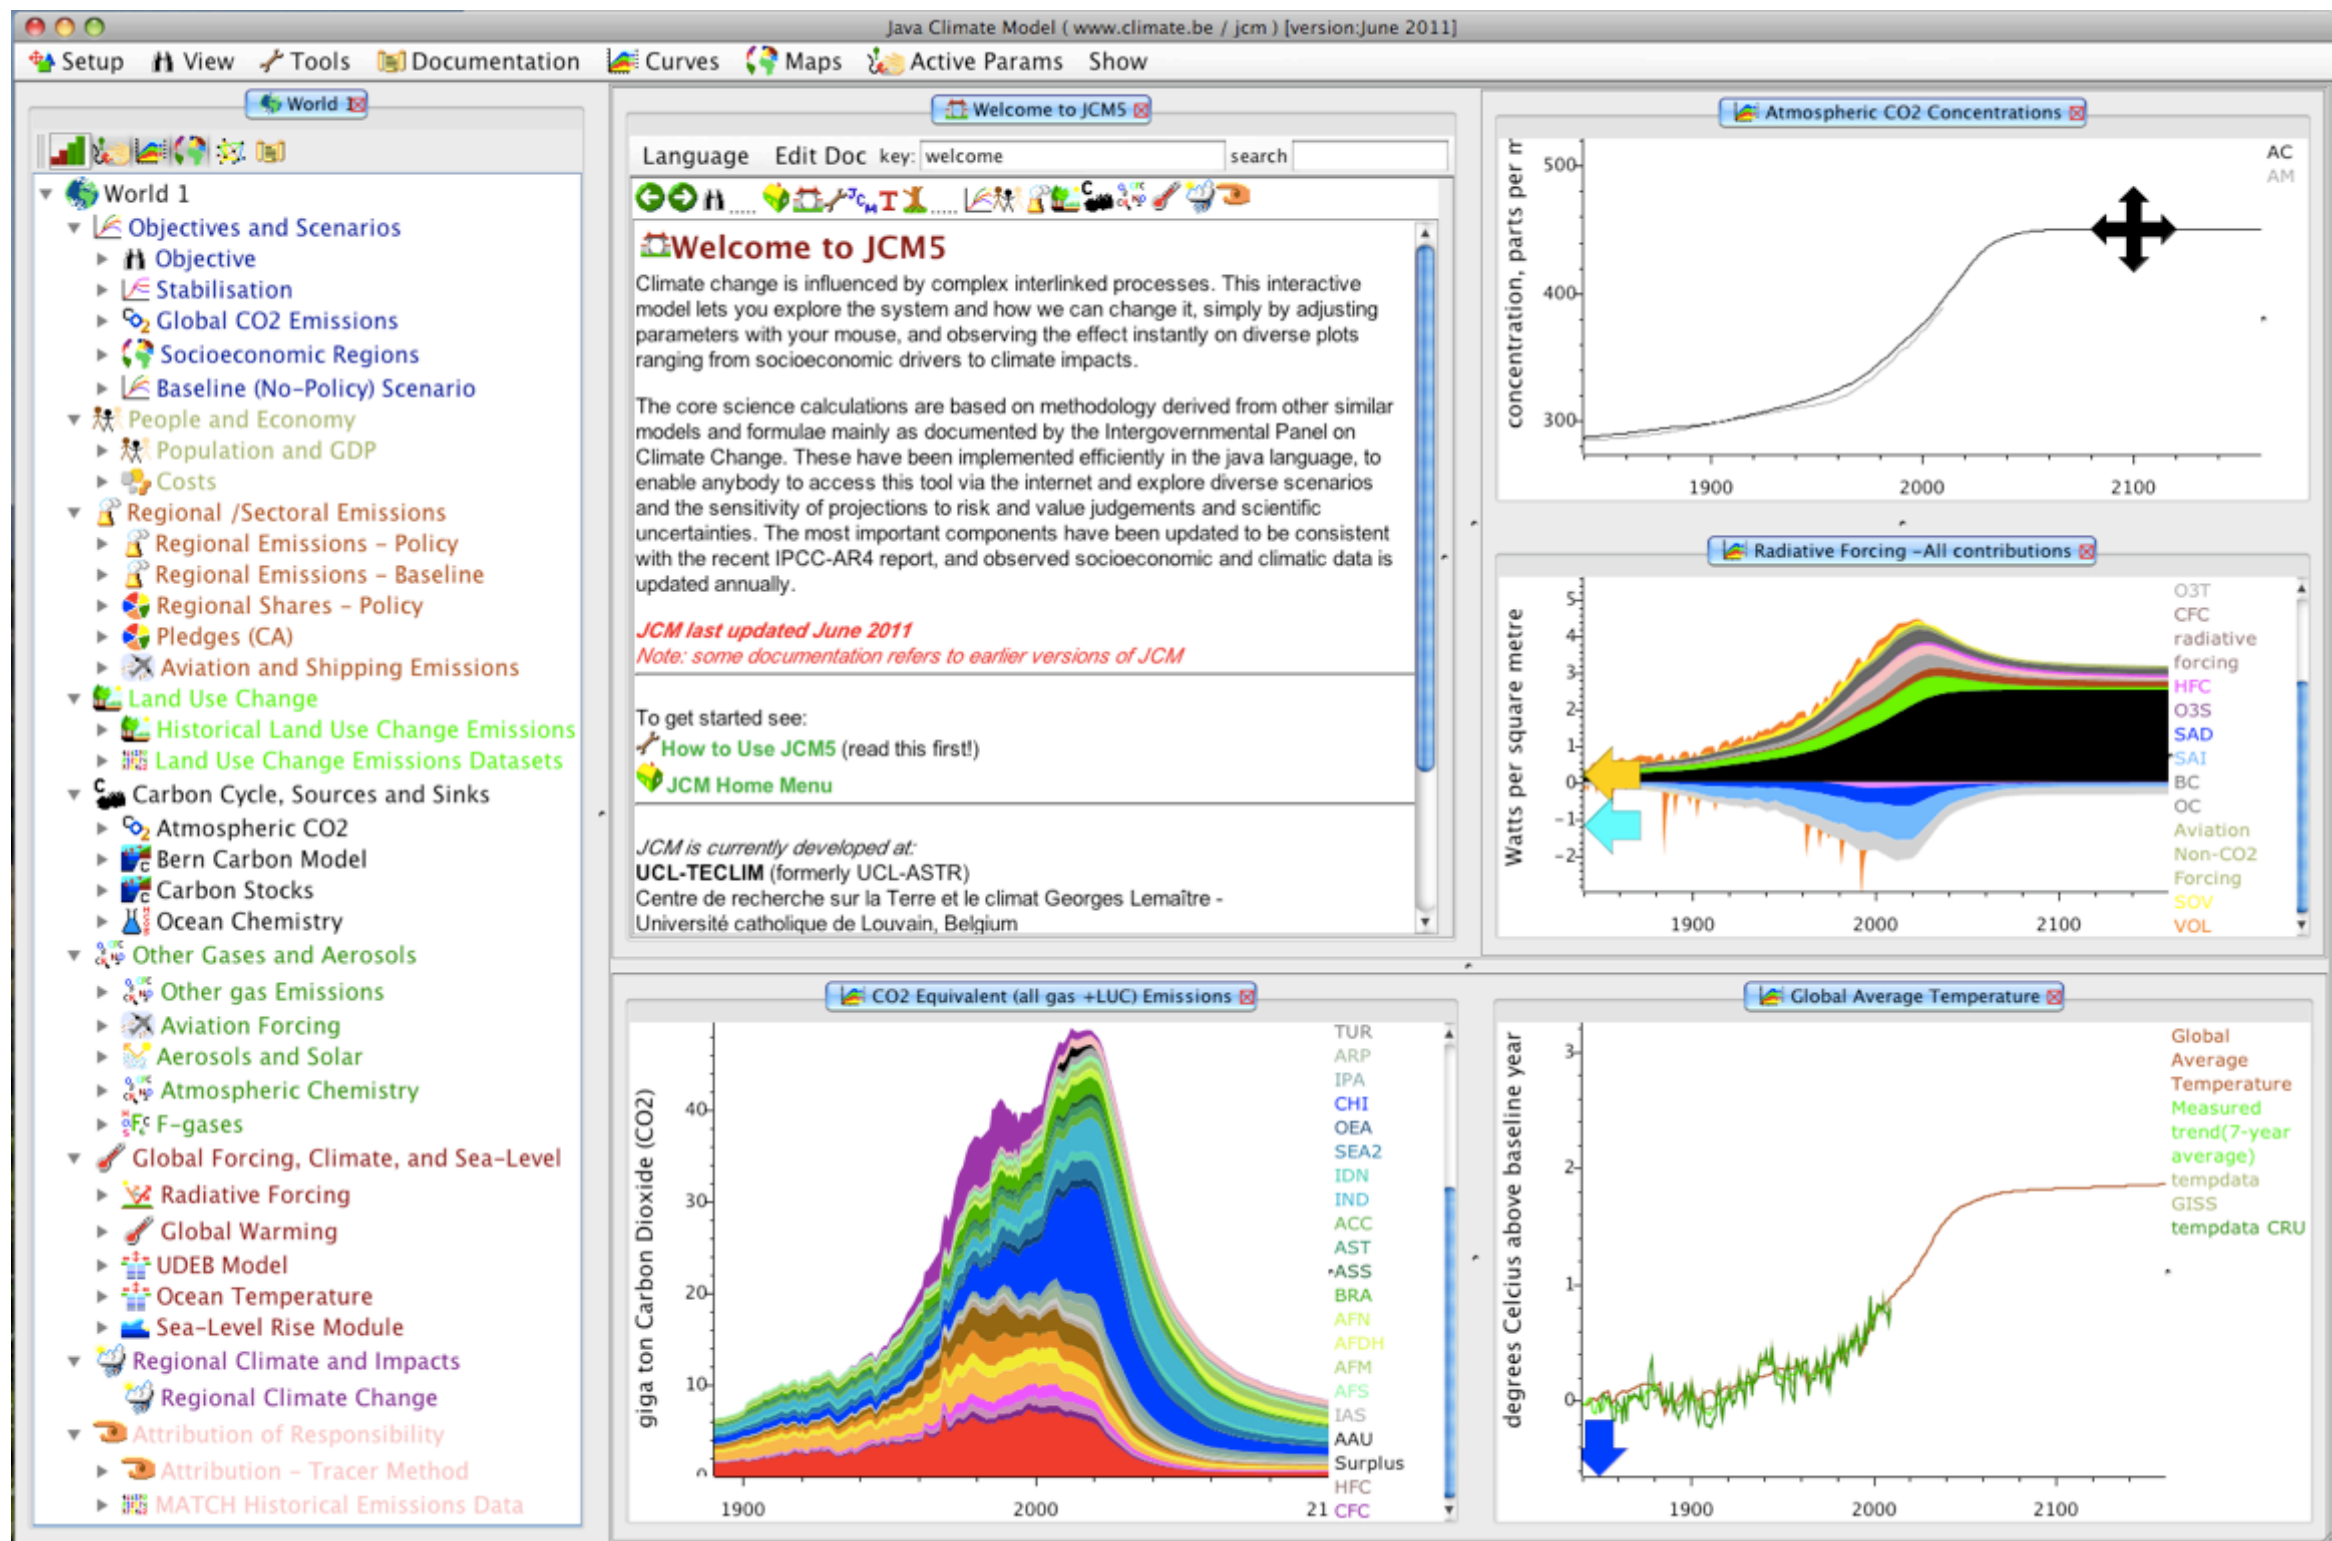 Java Climate Model ( www.climate.be / jcm ) [version:June 2011]
Setup View Tools Documentation Curves Maps Active Params Show
World 1
World 1
Objectives and Scenarios
Objective
Stabilisation
Global CO2 Emissions
Socioeconomic Regions
Baseline (No-Policy) Scenario
People and Economy
Population and GDP
Costs
Regional /Sectoral Emissions
Regional Emissions - Policy
Regional Emissions - Baseline
Regional Shares - Policy
Pledges (CA)
Aviation and Shipping Emissions
Land Use Change
Historical Land Use Change Emissions
Land Use Change Emissions Datasets
Carbon Cycle, Sources and Sinks
Atmospheric CO2
Bern Carbon Model
Carbon Stocks
Ocean Chemistry
Other Gases and Aerosols
Other gas Emissions
Aviation Forcing
Aerosols and Solar
Atmospheric Chemistry
F-gases
Global Forcing, Climate, and Sea-Level
Radiative Forcing
Global Warming
UDEB Model
Ocean Temperature
Sea-Level Rise Module
Regional Climate and Impacts
Regional Climate Change
Attribution of Responsibility
Attribution - Tracer Method
MATCH Historical Emissions Data
Welcome to JCM5
Language Edit Doc key: welcome search
Welcome to JCM5
Climate change is influenced by complex interlinked processes. This interactive
model lets you explore the system and how we can change it, simply by adjusting
parameters with your mouse, and observing the effect instantly on diverse plots
ranging from socioeconomic drivers to climate impacts.
The core science calculations are based on methodology derived from other similar
models and formulae mainly as documented by the Intergovernmental Panel on
Climate Change. These have been implemented efficiently in the java language, to
enable anybody to access this tool via the internet and explore diverse scenarios
and the sensitivity of projections to risk and value judgements and scientific
uncertainties. The most important components have been updated to be consistent
with the recent IPCC-AR4 report, and observed socioeconomic and climatic data is
updated annually.
JCM last updated June 2011
Note: some documentation refers to earlier versions of JCM
To get started see:
How to Use JCM5 (read this first!)
JCM Home Menu
JCM is currently developed at:
UCL-TECLIM (formerly UCL-ASTR)
Centre de recherche sur la Terre et le climat Georges Lemaître -
Université catholique de Louvain, Belgium
Atmospheric CO2 Concentrations
concentration, parts per m
500
400
300
1900 2000 2100
AC
AM
Radiative Forcing -All contributions
Watts per square metre
5
4
3
2
1
0
-1
-2
1900 2000 2100
O3T
CFC
radiative
forcing
HFC
O3S
SAD
SAI
BC
OC
Aviation
Non-CO2
Forcing
SOV
VOL
CO2 Equivalent (all gas +LUC) Emissions
giga ton Carbon Dioxide (CO2)
40
30
20
10
0
1900 2000 21
TUR
ARP
IPA
CHI
OEA
SEA2
IDN
IND
ACC
AST
ASS
BRA
AFN
AFDH
AFM
AFS
IAS
AAU
Surplus
HFC
CFC
Global Average Temperature
degrees Celcius above baseline year
3
2
1
0
1900 2000 2100
Global
Average
Temperature
Measured
trend(7-year
average)
tempdata
GISS
tempdata CRU